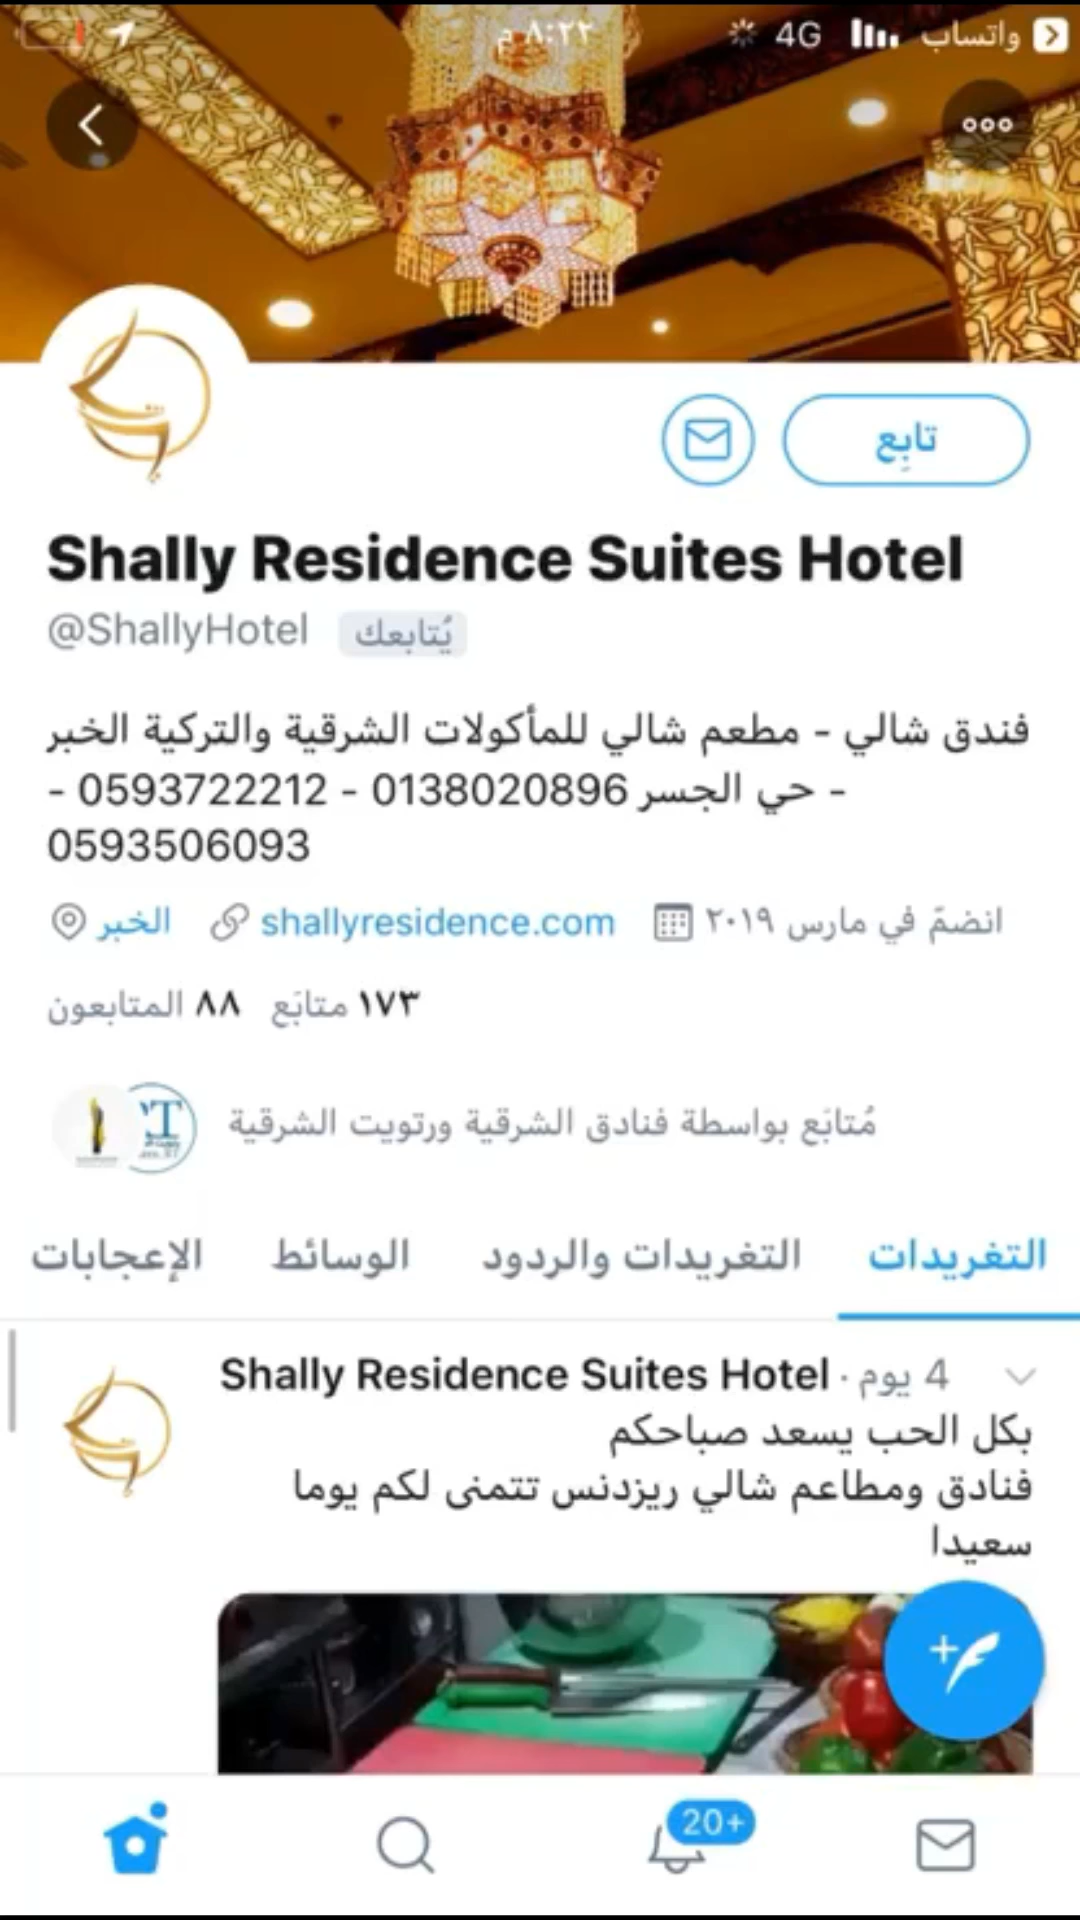 واتساب 4G ٨:٢٢ م
تابِع
Shally Residence Suites Hotel
@ShallyHotel يُتابعك
فندق شالي - مطعم شالي للمأكولات الشرقية والتركية الخبر
- حي الجسر 0138020896 - 0593722212 -
0593506093
الخبر shallyresidence.com انضمّ في مارس ٢٠١٩
١٧٣ متابَع ٨٨ المتابعون
مُتابَع بواسطة فنادق الشرقية ورتويت الشرقية
التغريدات التغريدات والردود الوسائط الإعجابات
Shally Residence Suites Hotel · 4 يوم
بكل الحب يسعد صباحكم
فنادق ومطاعم شالي ريزدنس تتمنى لكم يوما
سعيدا
20+